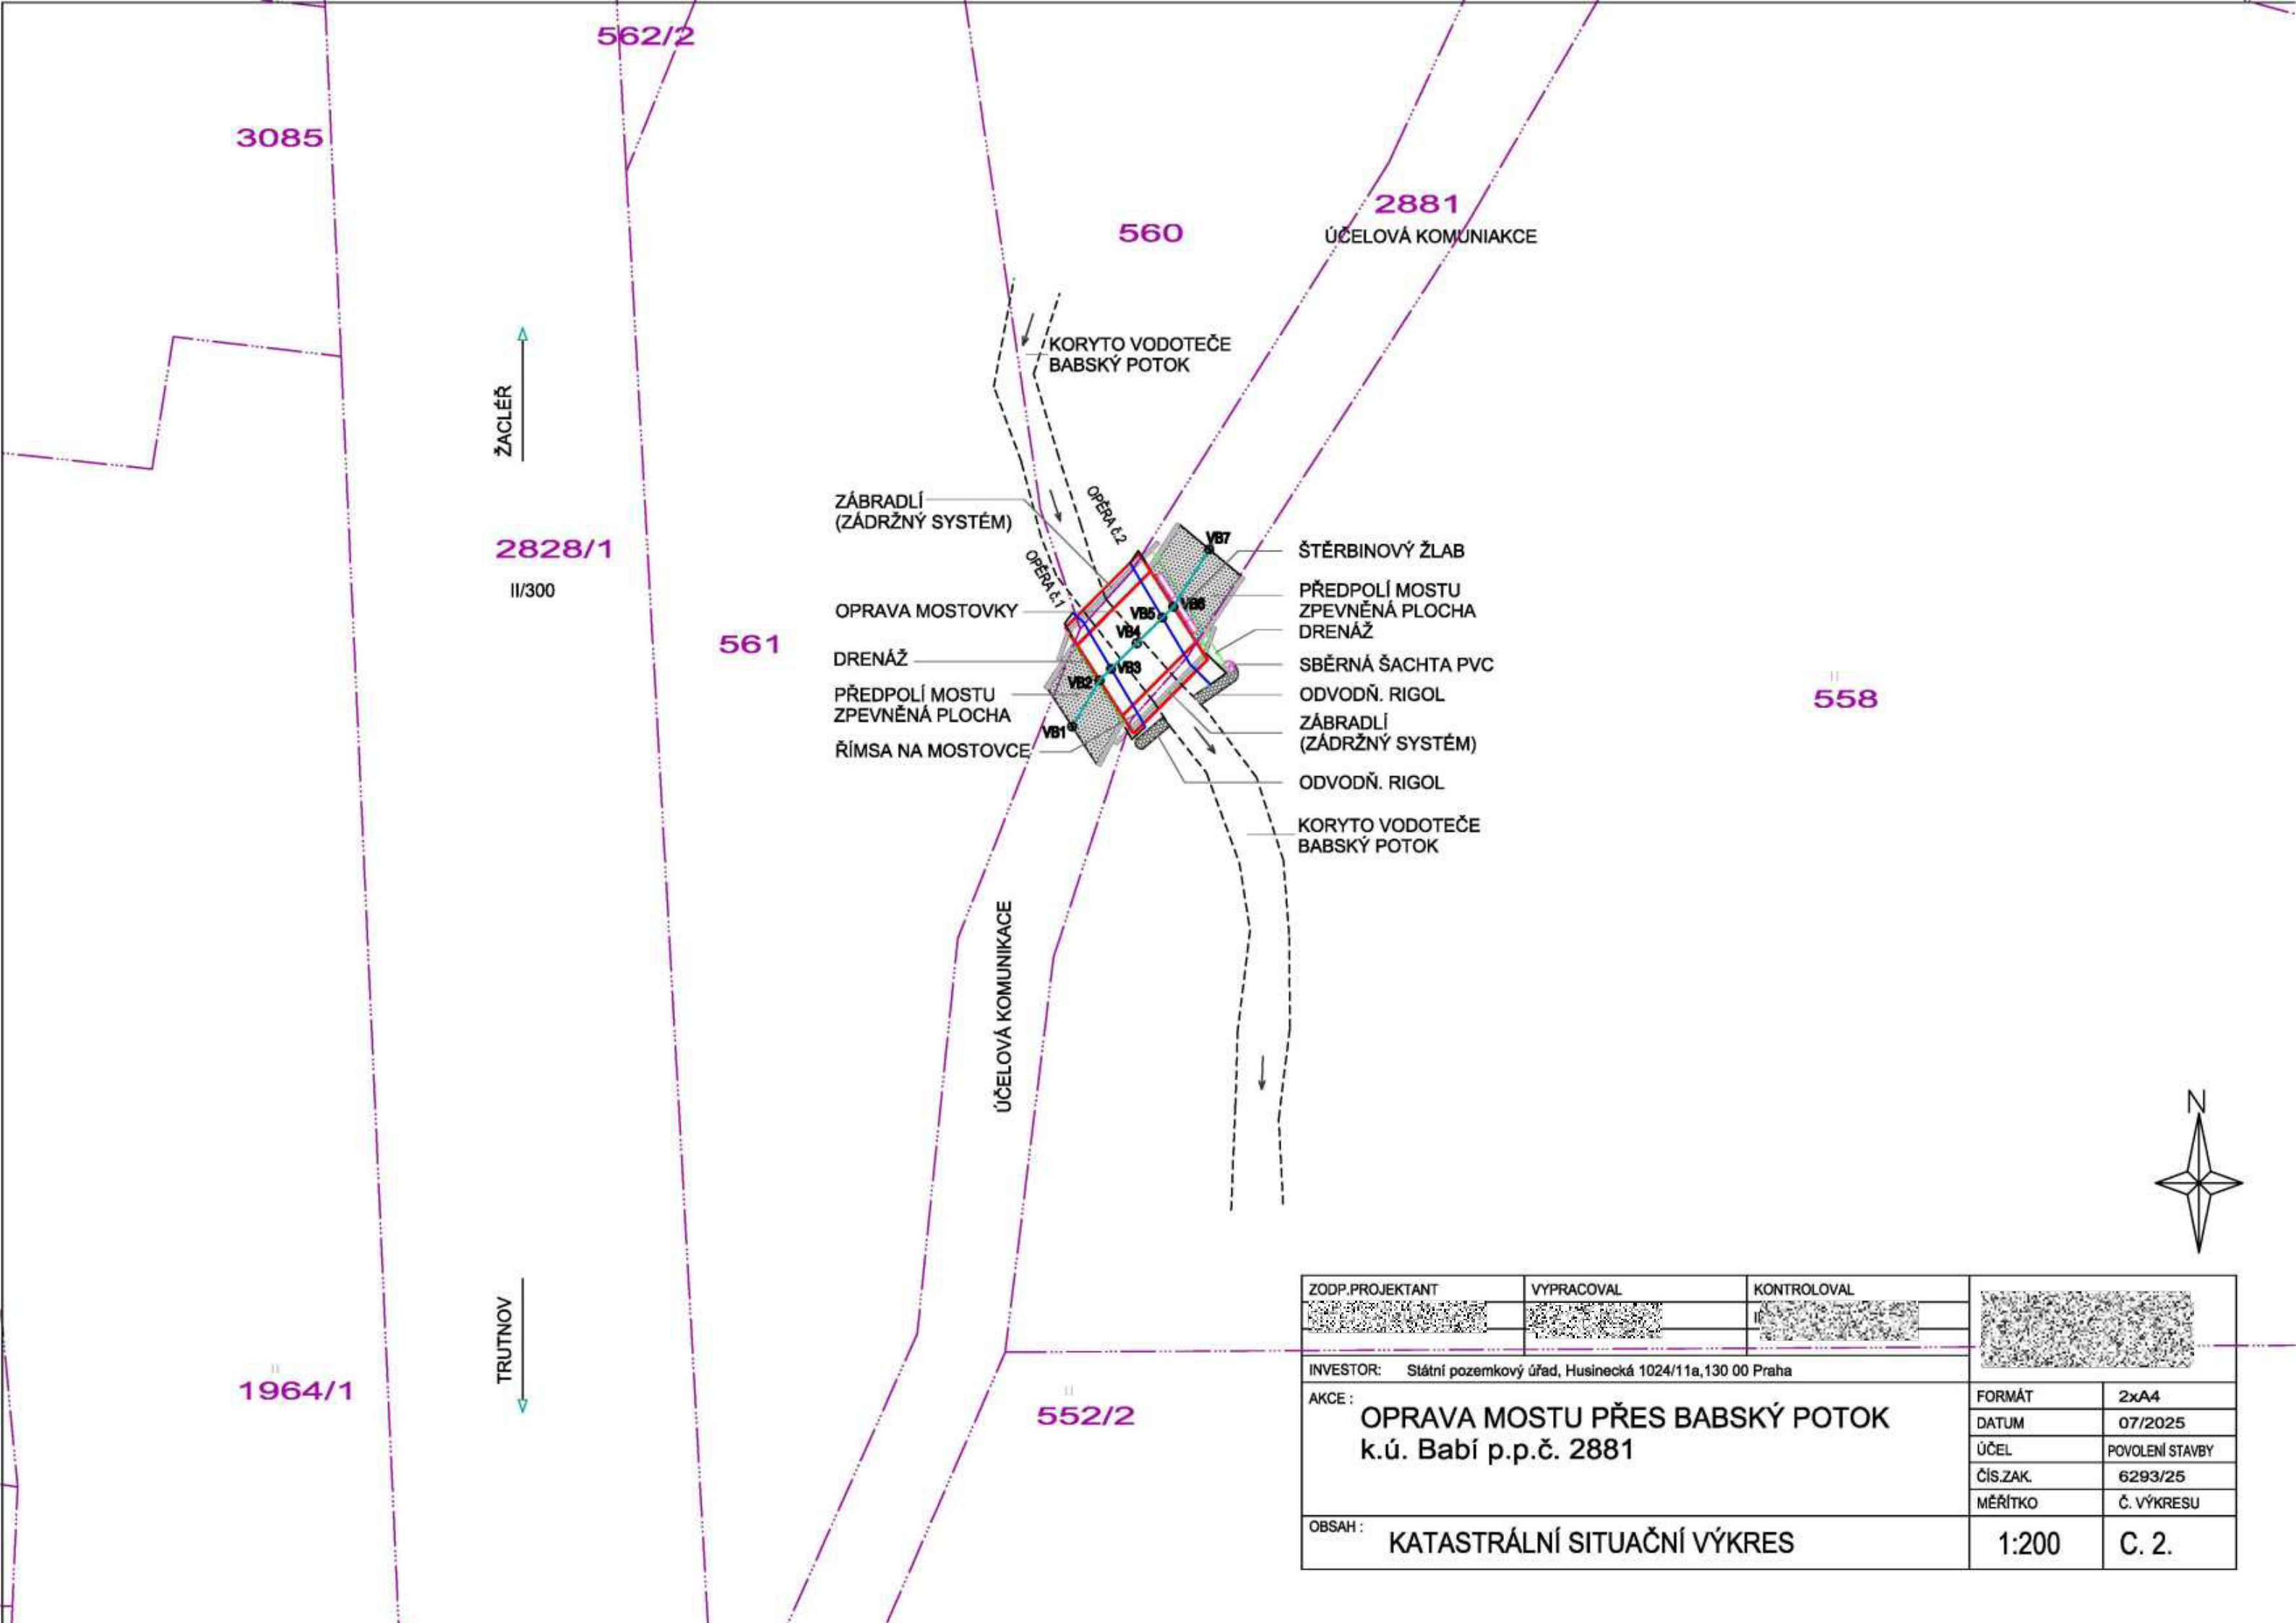 562/2
3085
2881
ÚČELOVÁ KOMUNIAKCE
560
KORYTO VODOTEČE
BABSKÝ POTOK
ŽACLÉŘ
ZÁBRADLÍ
(ZÁDRŽNÝ SYSTÉM)
OPĚRA č.2
OPĚRA č.1
2828/1
II/300
VB7
ŠTĚRBINOVÝ ŽLAB
PŘEDPOLÍ MOSTU
ZPEVNĚNÁ PLOCHA
OPRAVA MOSTOVKY
VB6
VB5
VB4
DRENÁŽ
561
DRENÁŽ
VB3
VB2
SBĚRNÁ ŠACHTA PVC
PŘEDPOLÍ MOSTU
ZPEVNĚNÁ PLOCHA
ODVODŇ. RIGOL
558
VB1
ZÁBRADLÍ
(ZÁDRŽNÝ SYSTÉM)
ŘÍMSA NA MOSTOVCE
ODVODŇ. RIGOL
KORYTO VODOTEČE
BABSKÝ POTOK
ÚČELOVÁ KOMUNIKACE
N
TRUTNOV
1964/1
552/2
ZODP.PROJEKTANT
VYPRACOVAL
KONTROLOVAL
INVESTOR: Státní pozemkový úřad, Husinecká 1024/11a,130 00 Praha
AKCE :
OPRAVA MOSTU PŘES BABSKÝ POTOK
k.ú. Babí p.p.č. 2881
FORMÁT 2xA4
DATUM 07/2025
ÚČEL POVOLENÍ STAVBY
ČÍS.ZAK. 6293/25
MĚŘÍTKO Č. VÝKRESU
OBSAH :
KATASTRÁLNÍ SITUAČNÍ VÝKRES
1:200 C. 2.